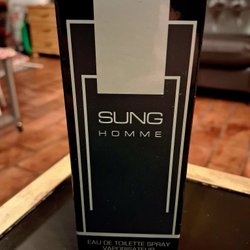 SUNG
HOMME
EAU DE TOILETTE SPRAY
VAPORISATEUR